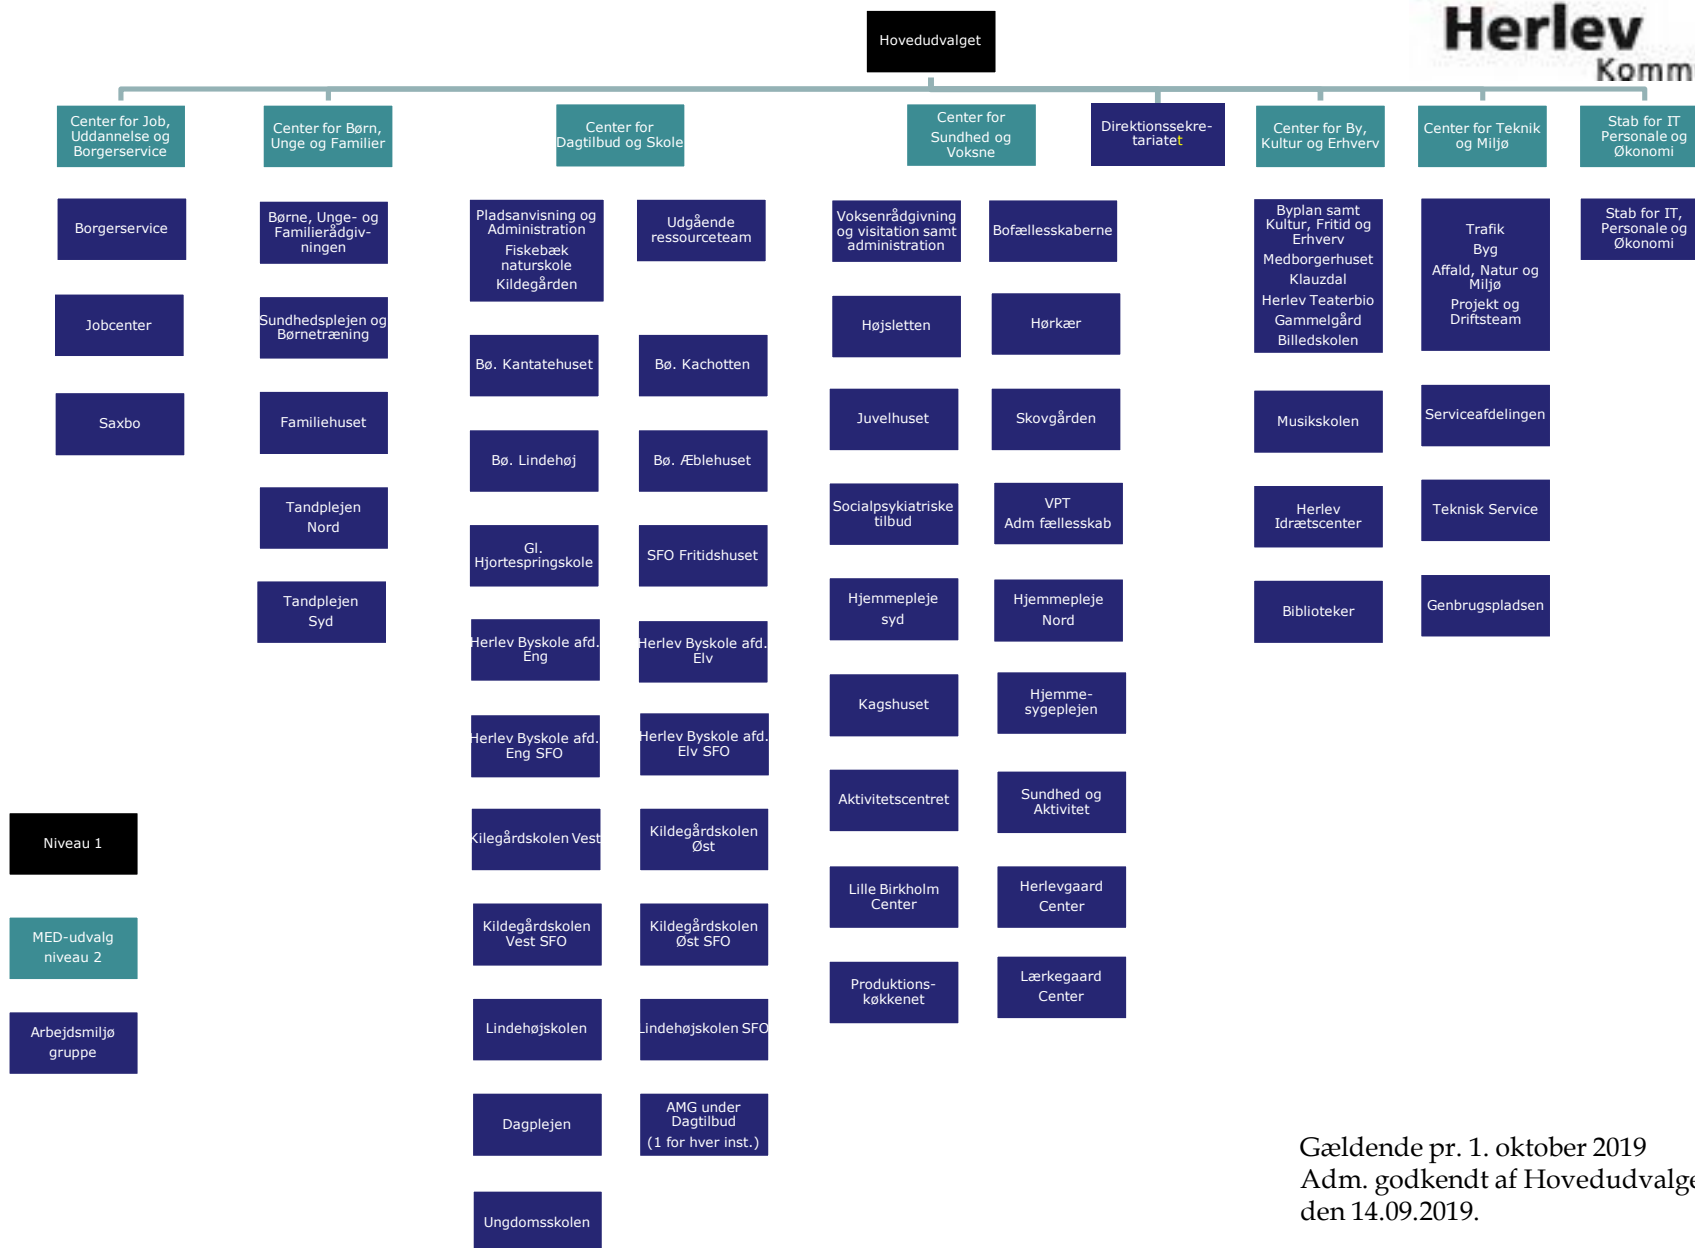 Herlev
Komm
Hovedudvalget
Center for Job,
Uddannelse og
Borgerservice
Center for Børn,
Unge og Familier
Center for
Dagtilbud og Skole
Center for
Sundhed og
Voksne
Direktionssekre-
tariatet
Center for By,
Kultur og Erhverv
Center for Teknik
og Miljø
Stab for IT
Personale og
Økonomi
Borgerservice
Jobcenter
Saxbo
Børne, Unge- og
Familierådgiv-
ningen
Sundhedsplejen og
Børnetræning
Familiehuset
Tandplejen
Nord
Tandplejen
Syd
Pladsanvisning og
Administration
Fiskebæk
naturskole
Kildegården
Udgående
ressourceteam
Bø. Kantatehuset
Bø. Kachotten
Bø. Lindehøj
Bø. Æblehuset
Gl.
Hjortespringskole
SFO Fritidshuset
Herlev Byskole afd.
Eng
Herlev Byskole afd.
Elv
Herlev Byskole afd.
Eng SFO
Herlev Byskole afd.
Elv SFO
Kilegårdskolen Vest
Kildegårdskolen
Øst
Kildegårdskolen
Vest SFO
Kildegårdskolen
Øst SFO
Lindehøjskolen
Lindehøjskolen SFO
Dagplejen
AMG under
Dagtilbud
(1 for hver inst.)
Ungdomsskolen
Voksenrådgivning
og visitation samt
administration
Bofællesskaberne
Højsletten
Hørkær
Juvelhuset
Skovgården
Socialpsykiatriske
tilbud
VPT
Adm fællesskab
Hjemmepleje
syd
Hjemmepleje
Nord
Kagshuset
Hjemme-
sygeplejen
Aktivitetscentret
Sundhed og
Aktivitet
Lille Birkholm
Center
Herlevgaard
Center
Produktions-
køkkenet
Lærkegaard
Center
Byplan samt
Kultur, Fritid og
Erhverv
Medborgerhuset
Klauzdal
Herlev Teaterbio
Gammelgård
Billedskolen
Musikskolen
Herlev
Idrætscenter
Biblioteker
Trafik
Byg
Affald, Natur og
Miljø
Projekt og
Driftsteam
Serviceafdelingen
Teknisk Service
Genbrugspladsen
Stab for IT,
Personale og
Økonomi
Niveau 1
MED-udvalg
niveau 2
Arbejdsmiljø
gruppe
Gældende pr. 1. oktober 2019
Adm. godkendt af Hovedudvalge
den 14.09.2019.